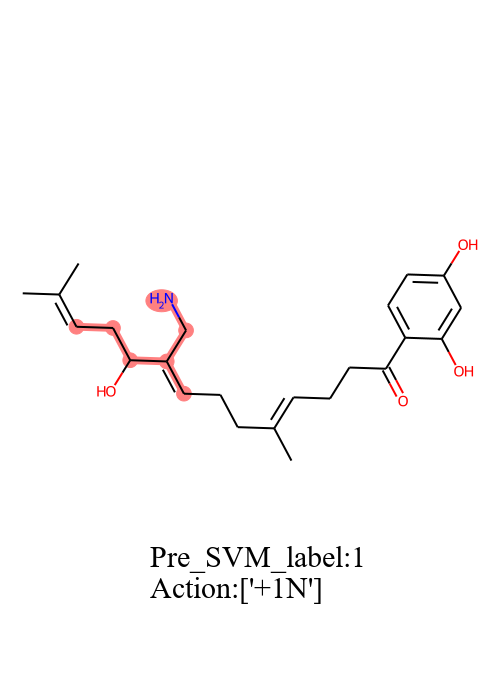 OH
H2N
OH
HO
O
Pre_SVM_label:1
Action:['+1N']